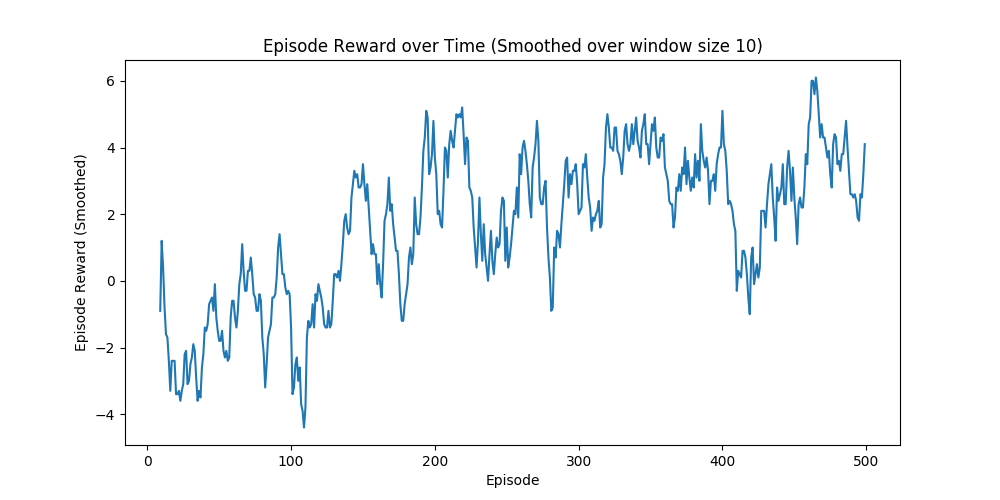 Episode Reward over Time (Smoothed over window size 10)
Episode Reward (Smoothed)
6
4
2
0
−2
−4
0 100 200 300 400 500
Episode